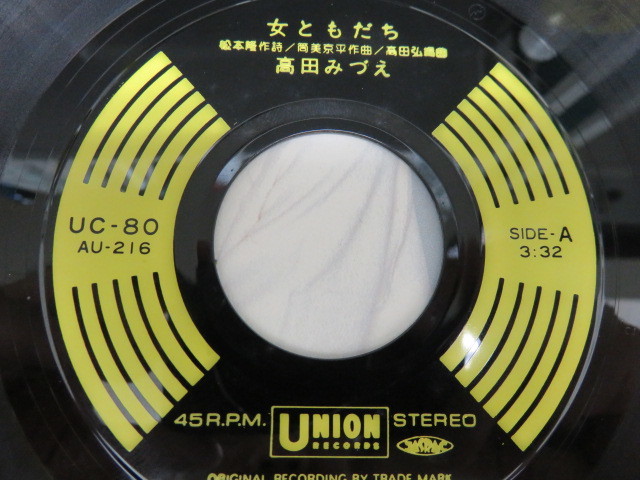 女ともだち
松本隆作詩/筒美京平作曲/高田弘編曲
高田みづえ
UC-80
AU-216
SIDE-A
3:32
45 R.P.M.
UNION
RECORDS
STEREO
ORIGINAL RECORDING BY TRADE MARK